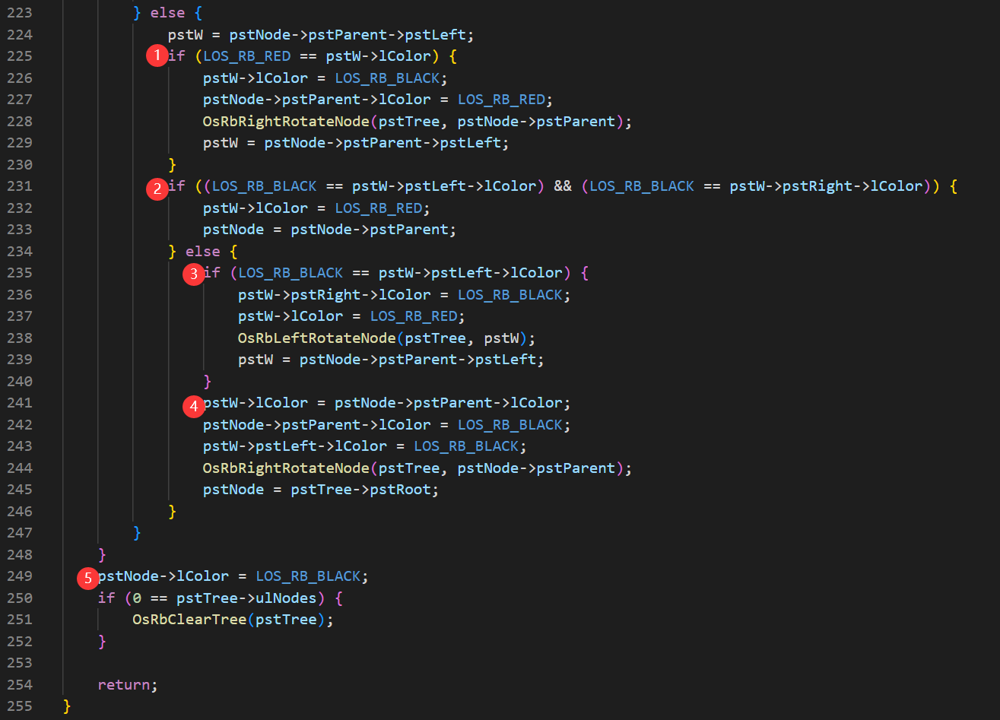 223 } else {
224 pstW = pstNode->pstParent->pstLeft;
225 1 if (LOS_RB_RED == pstW->lColor) {
226 pstW->lColor = LOS_RB_BLACK;
227 pstNode->pstParent->lColor = LOS_RB_RED;
228 OsRbRightRotateNode(pstTree, pstNode->pstParent);
229 pstW = pstNode->pstParent->pstLeft;
230 }
231 2 if ((LOS_RB_BLACK == pstW->pstLeft->lColor) && (LOS_RB_BLACK == pstW->pstRight->lColor)) {
232 pstW->lColor = LOS_RB_RED;
233 pstNode = pstNode->pstParent;
234 } else {
235 3 if (LOS_RB_BLACK == pstW->pstLeft->lColor) {
236 pstW->pstRight->lColor = LOS_RB_BLACK;
237 pstW->lColor = LOS_RB_RED;
238 OsRbLeftRotateNode(pstTree, pstW);
239 pstW = pstNode->pstParent->pstLeft;
240 }
241 4 pstW->lColor = pstNode->pstParent->lColor;
242 pstNode->pstParent->lColor = LOS_RB_BLACK;
243 pstW->pstLeft->lColor = LOS_RB_BLACK;
244 OsRbRightRotateNode(pstTree, pstNode->pstParent);
245 pstNode = pstTree->pstRoot;
246 }
247 }
248 }
249 5 pstNode->lColor = LOS_RB_BLACK;
250 if (0 == pstTree->ulNodes) {
251 OsRbClearTree(pstTree);
252 }
253
254 return;
255 }